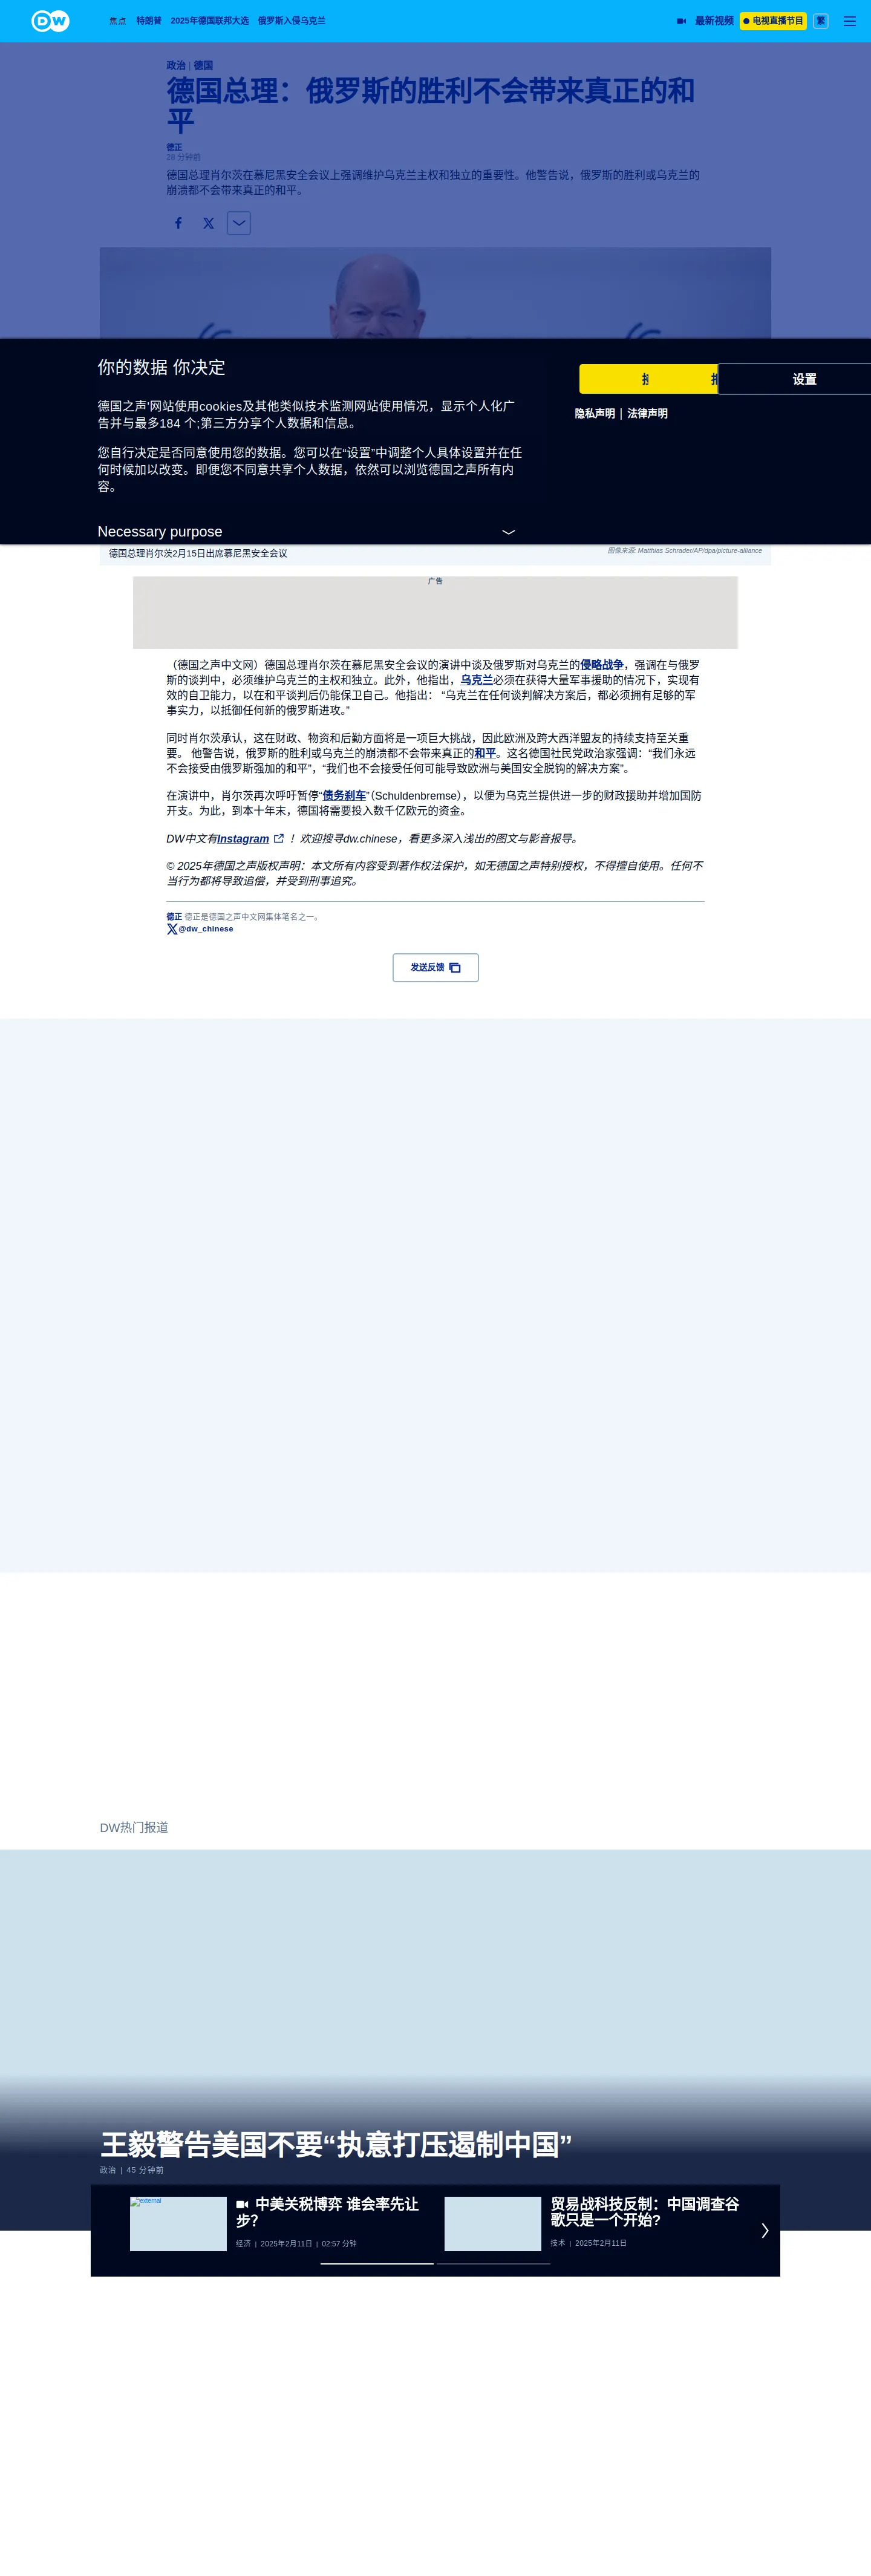 DW
焦点 特朗普 2025年德国联邦大选 俄罗斯入侵乌克兰
最新视频 电视直播节目 繁
政治 | 德国
德国总理：俄罗斯的胜利不会带来真正的和
平
德正
28 分钟前
德国总理肖尔茨在慕尼黑安全会议上强调维护乌克兰主权和独立的重要性。他警告说，俄罗斯的胜利或乌克兰的
崩溃都不会带来真正的和平。
你的数据 你决定
设置
隐私声明 | 法律声明
德国之声'网站使用cookies及其他类似技术监测网站使用情况，显示个人化广
告并与最多184 个;第三方分享个人数据和信息。
您自行决定是否同意使用您的数据。您可以在“设置”中调整个人具体设置并在任
何时候加以改变。即便您不同意共享个人数据，依然可以浏览德国之声所有内
容。
Necessary purpose
德国总理肖尔茨2月15日出席慕尼黑安全会议
图像来源: Matthias Schrader/AP/dpa/picture-alliance
广告
（德国之声中文网）德国总理肖尔茨在慕尼黑安全会议的演讲中谈及俄罗斯对乌克兰的侵略战争，强调在与俄罗
斯的谈判中，必须维护乌克兰的主权和独立。此外，他指出，乌克兰必须在获得大量军事援助的情况下，实现有
效的自卫能力，以在和平谈判后仍能保卫自己。他指出： “乌克兰在任何谈判解决方案后，都必须拥有足够的军
事实力，以抵御任何新的俄罗斯进攻。”
同时肖尔茨承认，这在财政、物资和后勤方面将是一项巨大挑战，因此欧洲及跨大西洋盟友的持续支持至关重
要。 他警告说，俄罗斯的胜利或乌克兰的崩溃都不会带来真正的和平。这名德国社民党政治家强调：“我们永远
不会接受由俄罗斯强加的和平”，“我们也不会接受任何可能导致欧洲与美国安全脱钩的解决方案”。
在演讲中，肖尔茨再次呼吁暂停“债务刹车”（Schuldenbremse），以便为乌克兰提供进一步的财政援助并增加国防
开支。为此，到本十年末，德国将需要投入数千亿欧元的资金。
DW中文有Instagram ！欢迎搜寻dw.chinese，看更多深入浅出的图文与影音报导。
© 2025年德国之声版权声明：本文所有内容受到著作权法保护，如无德国之声特别授权，不得擅自使用。任何不
当行为都将导致追偿，并受到刑事追究。
德正 德正是德国之声中文网集体笔名之一。
@dw_chinese
发送反馈
DW热门报道
王毅警告美国不要“执意打压遏制中国”
政治 | 45 分钟前
external
中美关税博弈 谁会率先让
步？
经济 | 2025年2月11日 | 02:57 分钟
贸易战科技反制：中国调查谷
歌只是一个开始?
技术 | 2025年2月11日